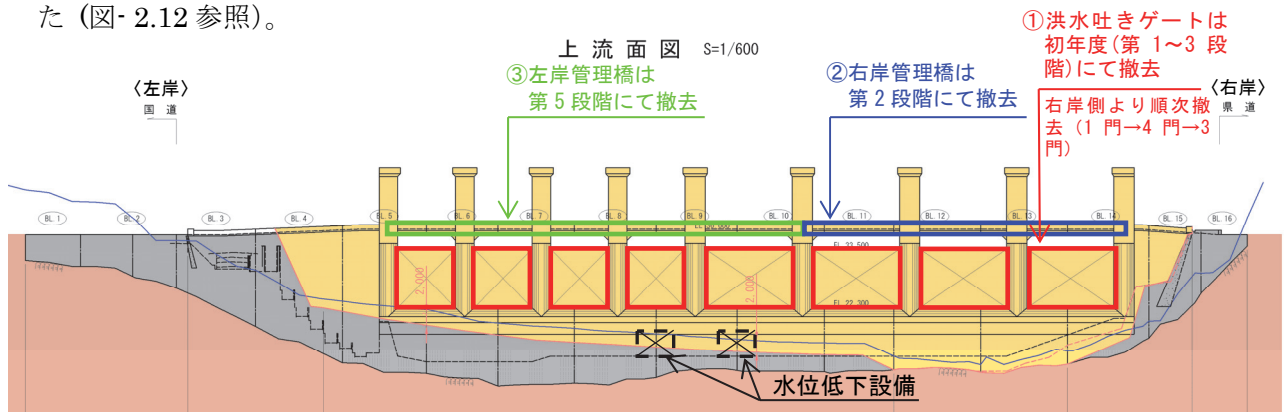 た (図- 2.12 参照)。
上 流 面 図 S=1/600
①洪水吐きゲートは
初年度(第 1～3 段
階)にて撤去
右岸側より順次撤
去 (1 門→4 門→3
門)
③左岸管理橋は
第 5 段階にて撤去
②右岸管理橋は
第 2 段階にて撤去
〈左岸〉
国 道
〈右岸〉
県 道
BL. 1
BL. 2
BL. 3
BL. 4
BL. 5
BL. 6
BL. 7
BL. 8
BL. 9
BL. 10
BL. 11
BL. 12
BL. 13
BL. 14
BL. 15
BL. 16
2.000
2.000
EL 22.300
水位低下設備